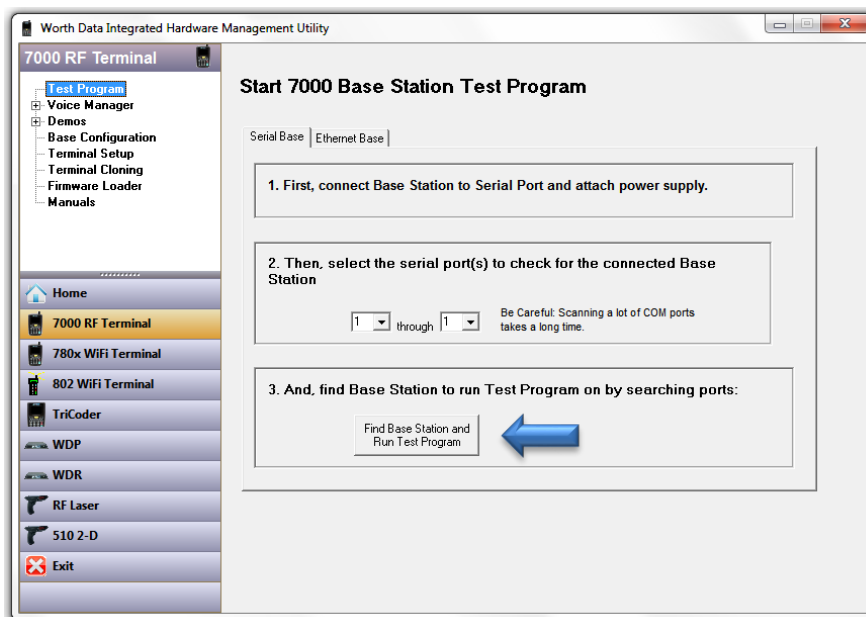 Worth Data Integrated Hardware Management Utility
7000 RF Terminal
Test Program
Voice Manager
Demos
Base Configuration
Terminal Setup
Terminal Cloning
Firmware Loader
Manuals
Home
7000 RF Terminal
780x WiFi Terminal
802 WiFi Terminal
TriCoder
WDP
WDR
RF Laser
510 2-D
Exit
Start 7000 Base Station Test Program
Serial Base
Ethernet Base
1. First, connect Base Station to Serial Port and attach power supply.
2. Then, select the serial port(s) to check for the connected Base
Station
1 through 1
Be Careful: Scanning a lot of COM ports
takes a long time.
3. And, find Base Station to run Test Program on by searching ports:
Find Base Station and
Run Test Program